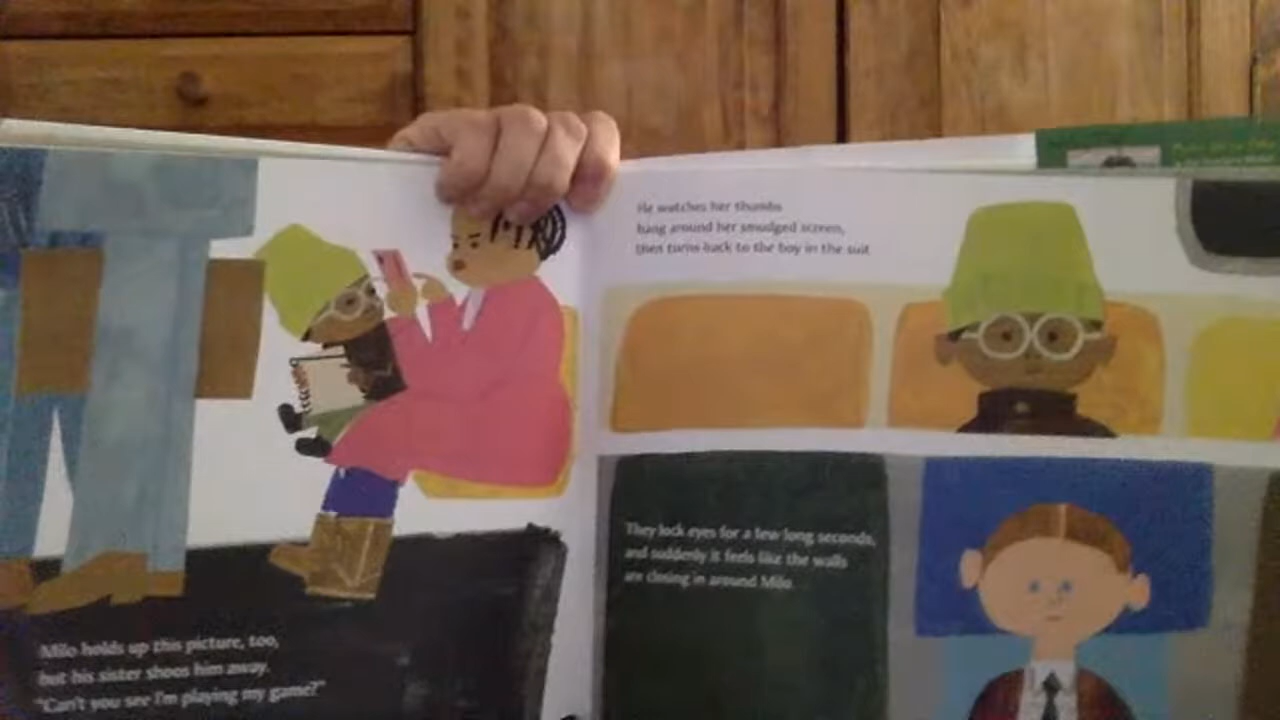 Milo holds up this picture, too,
but his sister shoos him away.
"Can't you see I'm playing my game?"
He watches her thumbs
bang around her smudged screen,
then turns back to the boy in the suit.
They lock eyes for a few long seconds,
and suddenly it feels like the walls
are closing in around Milo.